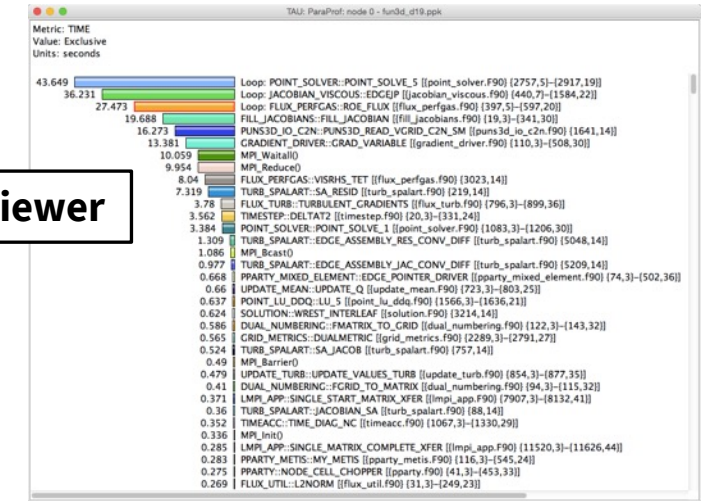 TAU: ParaProf: node 0 - fun3d_d19.ppk
Metric: TIME
Value: Exclusive
Units: seconds
43.649 Loop: POINT_SOLVER::POINT_SOLVE_5 [{point_solver.F90} {2757,5}-{2917,19}]
36.231 Loop: JACOBIAN_VISCOUS::EDGEJP [{jacobian_viscous.f90} {440,7}-{1584,22}]
27.473 Loop: FLUX_PERFGAS::ROE_FLUX [{flux_perfgas.f90} {397,5}-{597,20}]
19.688 FILL_JACOBIANS::FILL_JACOBIAN [{fill_jacobians.f90} {19,3}-{341,30}]
16.273 PUNS3D_IO_C2N::PUNS3D_READ_VGRID_C2N_SM [{puns3d_io_c2n.f90} {1641,14}]
13.381 GRADIENT_DRIVER::GRAD_VARIABLE [{gradient_driver.f90} {110,3}-{508,30}]
10.059 MPI_Waitall()
9.954 MPI_Reduce()
8.04 FLUX_PERFGAS::VISRHS_TET [{flux_perfgas.f90} {3023,14}]
7.319 TURB_SPALART::SA_RESID [{turb_spalart.f90} {219,14}]
3.78 FLUX_TURB::TURBULENT_GRADIENTS [{flux_turb.f90} {796,3}-{899,36}]
3.562 TIMESTEP::DELTAT2 [{timestep.f90} {20,3}-{331,24}]
3.384 POINT_SOLVER::POINT_SOLVE_1 [{point_solver.f90} {1083,3}-{1206,30}]
1.309 TURB_SPALART::EDGE_ASSEMBLY_RES_CONV_DIFF [{turb_spalart.f90} {5048,14}]
1.086 MPI_Bcast()
0.977 TURB_SPALART::EDGE_ASSEMBLY_JAC_CONV_DIFF [{turb_spalart.f90} {5209,14}]
0.668 PPARTY_MIXED_ELEMENT::EDGE_POINTER_DRIVER [{pparty_mixed_element.f90} {74,3}-{502,36}]
0.66 UPDATE_MEAN::UPDATE_Q [{update_mean.F90} {723,3}-{803,25}]
0.637 POINT_LU_DDQ::LU_5 [{point_lu_ddq.f90} {1566,3}-{1636,21}]
0.624 SOLUTION::WREST_INTERLEAF [{solution.F90} {3214,14}]
0.586 DUAL_NUMBERING::FMATRIX_TO_GRID [{dual_numbering.f90} {122,3}-{143,32}]
0.565 GRID_METRICS::DUALMETRIC [{grid_metrics.f90} {2289,3}-{2791,27}]
0.524 TURB_SPALART::SA_JACOB [{turb_spalart.f90} {757,14}]
0.49 MPI_Barrier()
0.479 UPDATE_TURB::UPDATE_VALUES_TURB [{update_turb.f90} {854,3}-{877,35}]
0.41 DUAL_NUMBERING::FGRID_TO_MATRIX [{dual_numbering.f90} {94,3}-{115,32}]
0.371 LMPI_APP::SINGLE_START_MATRIX_XFER [{lmpi_app.F90} {7907,3}-{8132,41}]
0.36 TURB_SPALART::JACOBIAN_SA [{turb_spalart.f90} {88,14}]
0.352 TIMEACC::TIME_DIAG_NC [{timeacc.f90} {1067,3}-{1330,29}]
0.336 MPI_Init()
0.285 LMPI_APP::SINGLE_MATRIX_COMPLETE_XFER [{lmpi_app.F90} {11520,3}-{11626,44}]
0.283 PPARTY_METIS::MY_METIS [{pparty_metis.F90} {116,3}-{545,24}]
0.275 PPARTY::NODE_CELL_CHOPPER [{pparty.f90} {41,3}-{453,33}]
0.269 FLUX_UTIL::L2NORM [{flux_util.f90} {31,3}-{249,23}]
iewer